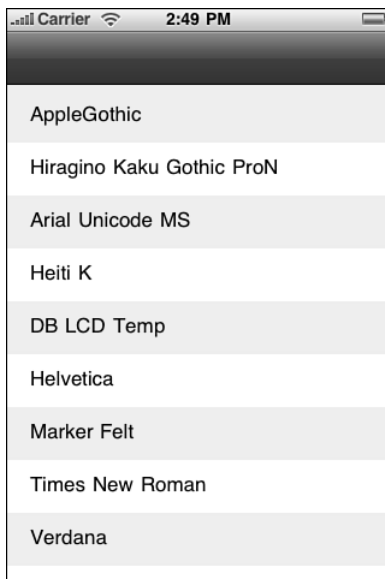 Carrier 2:49 PM
AppleGothic
Hiragino Kaku Gothic ProN
Arial Unicode MS
Heiti K
DB LCD Temp
Helvetica
Marker Felt
Times New Roman
Verdana